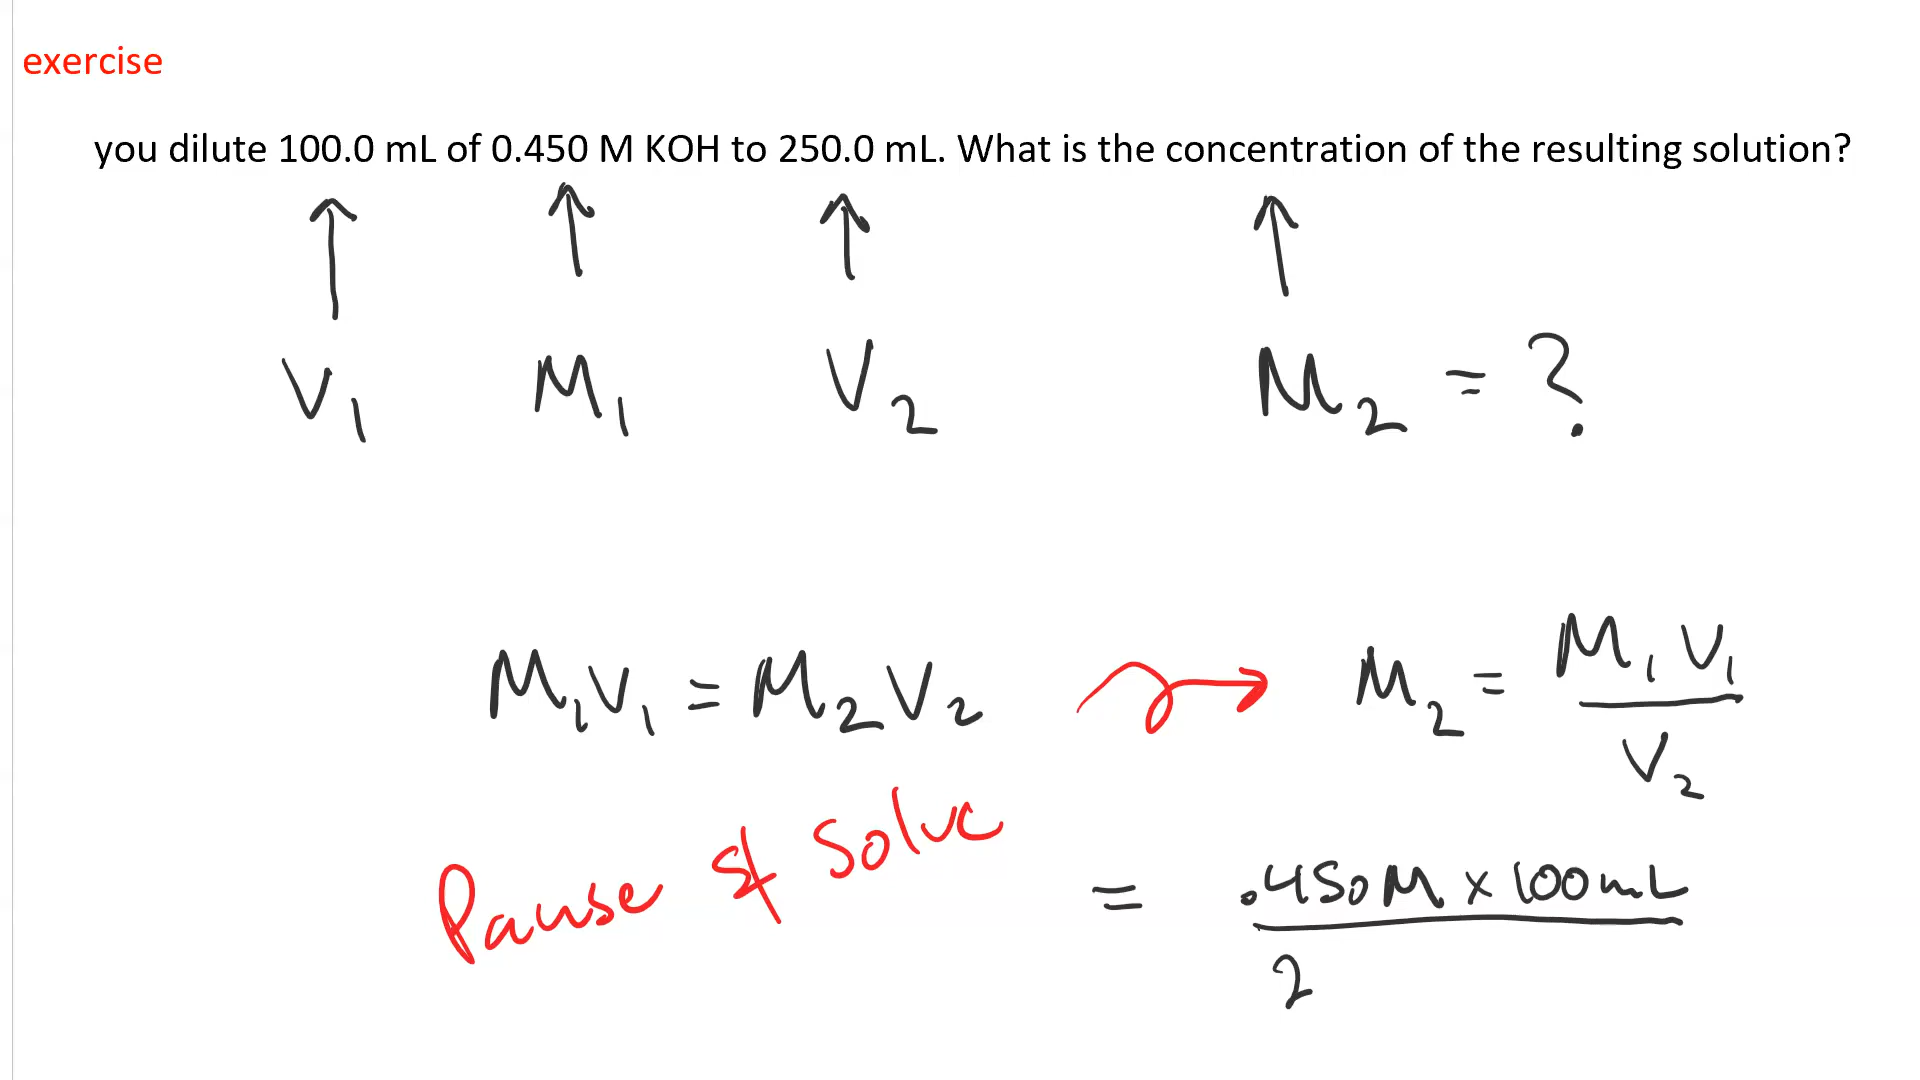 exercise
you dilute 100.0 mL of 0.450 M KOH to 250.0 mL. What is the concentration of the resulting solution?
V₁ M₁ V₂ M₂ = ?
M₁V₁ = M₂V₂ → M₂ = M₁V₁
V₂
Pause & Solve
= .450M × 100mL
2